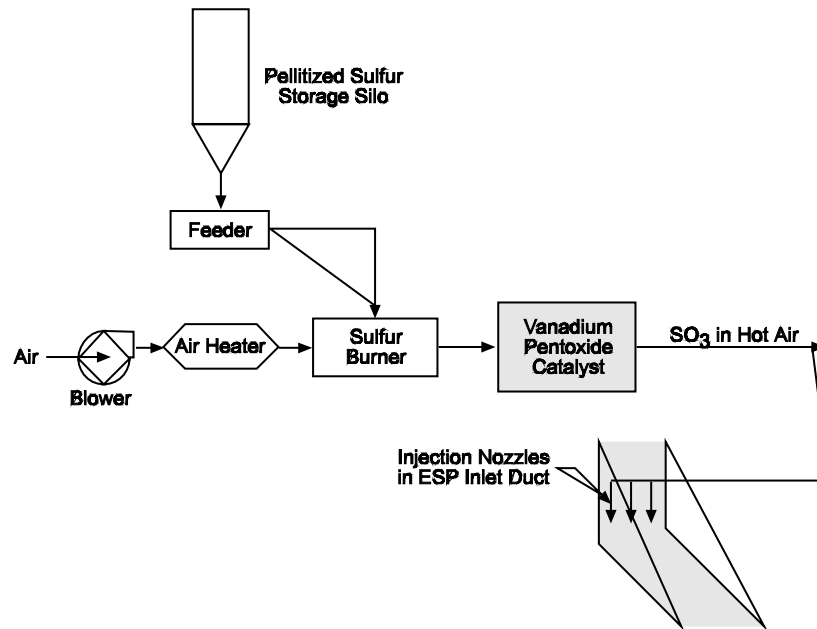 Pellitized Sulfur
Storage Silo
Feeder
Air
Blower
Air Heater
Sulfur
Burner
Vanadium
Pentoxide
Catalyst
SO3 in Hot Air
Injection Nozzles
in ESP Inlet Duct